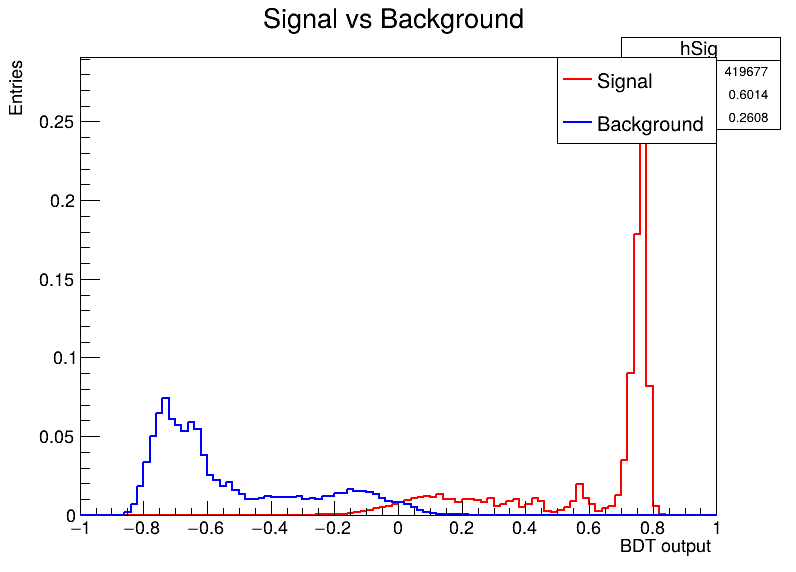 Signal vs Background
hSig
419677
0.6014
0.2608
Signal
Background
Entries
0.25
0.2
0.15
0.1
0.05
0
−1 −0.8 −0.6 −0.4 −0.2 0 0.2 0.4 0.6 0.8 1
BDT output